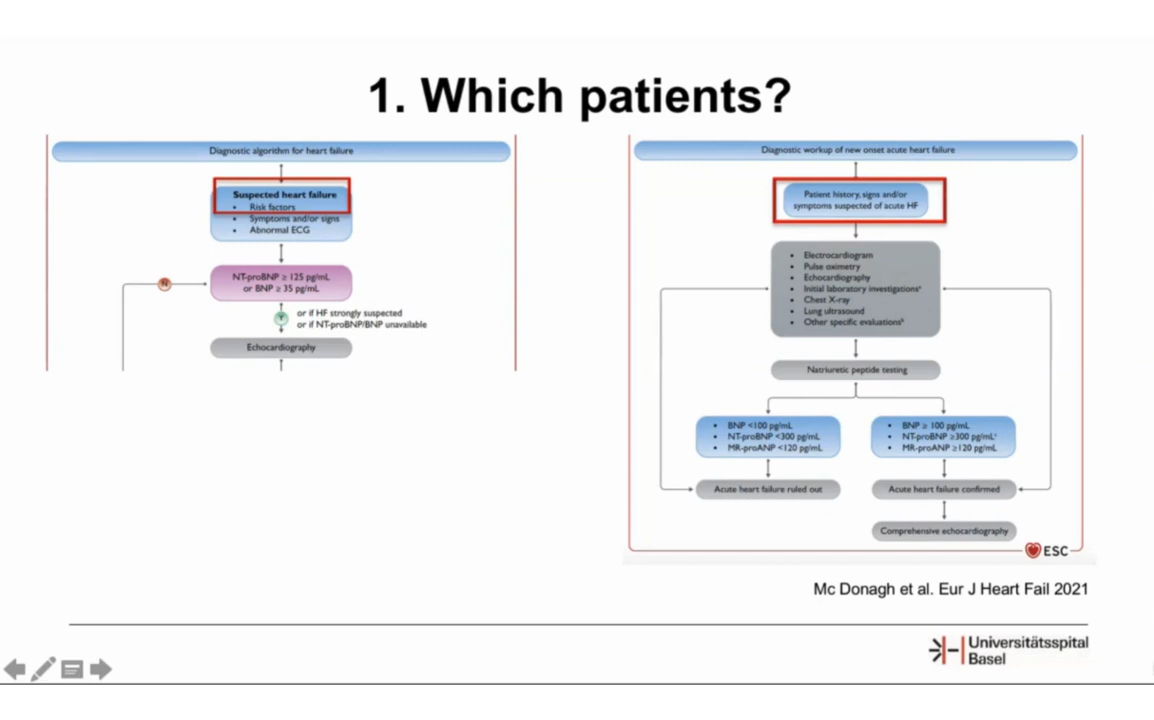 1. Which patients?
Diagnostic algorithm for heart failure
Suspected heart failure
• Risk factors
• Symptoms and/or signs
• Abnormal ECG
NT-proBNP ≥ 125 pg/mL
or BNP ≥ 35 pg/mL
N
Y
or if HF strongly suspected
or if NT-proBNP/BNP unavailable
Echocardiography
Diagnostic workup of new onset acute heart failure
Patient history, signs and/or
symptoms suspected of acute HF
• Electrocardiogram
• Pulse oximetry
• Echocardiography
• Initial laboratory investigationsᵃ
• Chest X-ray
• Lung ultrasound
• Other specific evaluationsᵇ
Natriuretic peptide testing
• BNP <100 pg/mL
• NT-proBNP <300 pg/mL
• MR-proANP <120 pg/mL
• BNP ≥ 100 pg/mL
• NT-proBNP ≥300 pg/mLᶜ
• MR-proANP ≥120 pg/mL
Acute heart failure ruled out
Acute heart failure confirmed
Comprehensive echocardiography
ESC
Mc Donagh et al. Eur J Heart Fail 2021
Universitätsspital
Basel